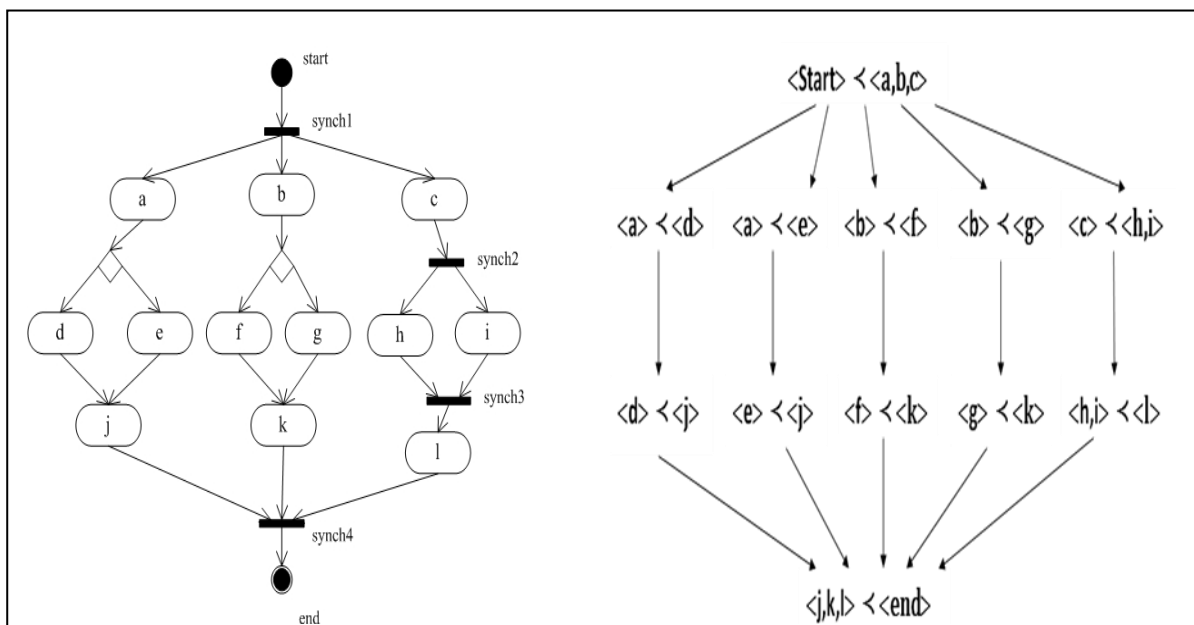 start
synch1
a
b
c
synch2
d
e
f
g
h
i
synch3
j
k
l
synch4
end
<Start> ≺ <a,b,c>
<a> ≺ <d>
<a> ≺ <e>
<b> ≺ <f>
<b> ≺ <g>
<c> ≺ <h,i>
<d> ≺ <j>
<e> ≺ <j>
<f> ≺ <k>
<g> ≺ <k>
<h,i> ≺ <l>
<j,k,l> ≺ <end>